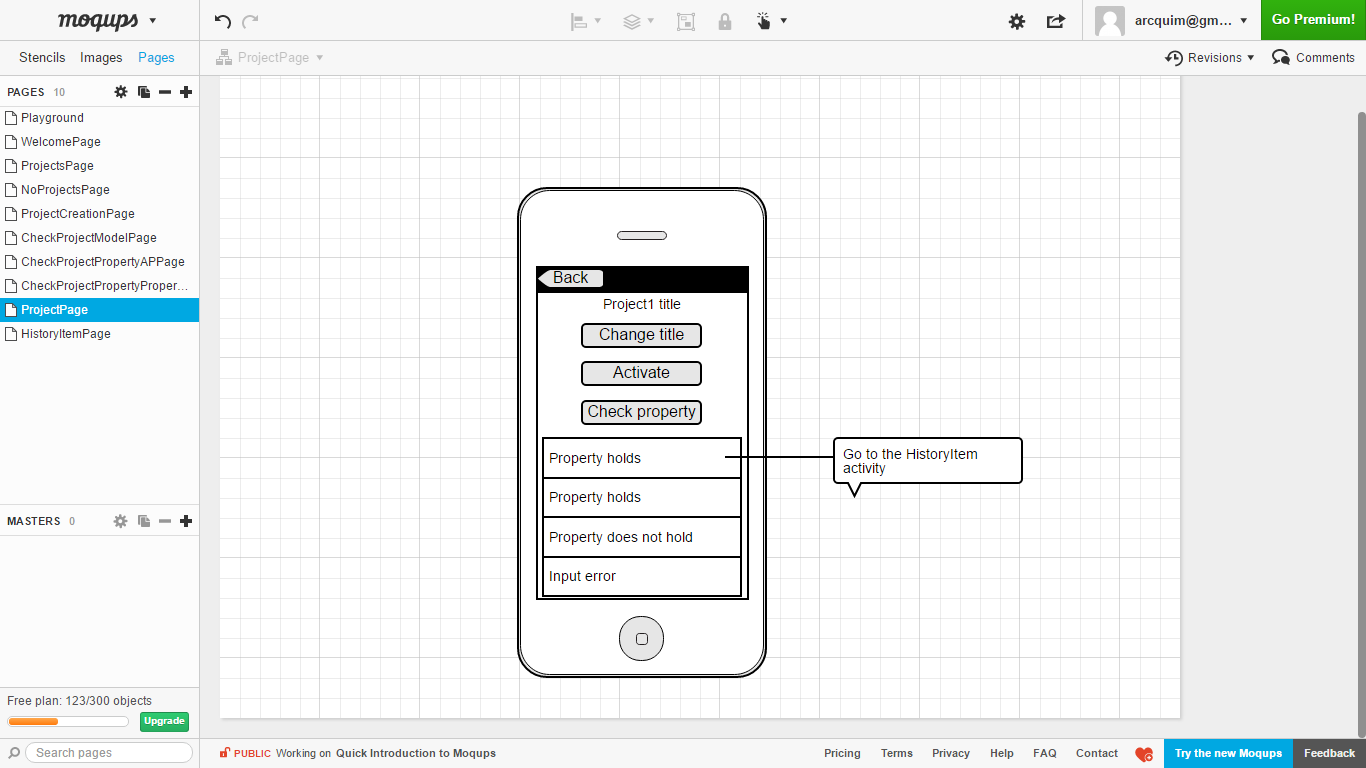 moqups
arcquim@gm...
Go Premium!
Stencils
Images
Pages
ProjectPage
Revisions
Comments
PAGES 10
Playground
WelcomePage
ProjectsPage
NoProjectsPage
ProjectCreationPage
CheckProjectModelPage
CheckProjectPropertyAPPage
CheckProjectPropertyProper...
ProjectPage
HistoryItemPage
Back
Project1 title
Change title
Activate
Check property
Property holds
Property holds
Property does not hold
Input error
Go to the HistoryItem
activity
MASTERS 0
Free plan: 123/300 objects
Upgrade
Search pages
PUBLIC Working on Quick Introduction to Moqups
Pricing
Terms
Privacy
Help
FAQ
Contact
Try the new Moqups
Feedback